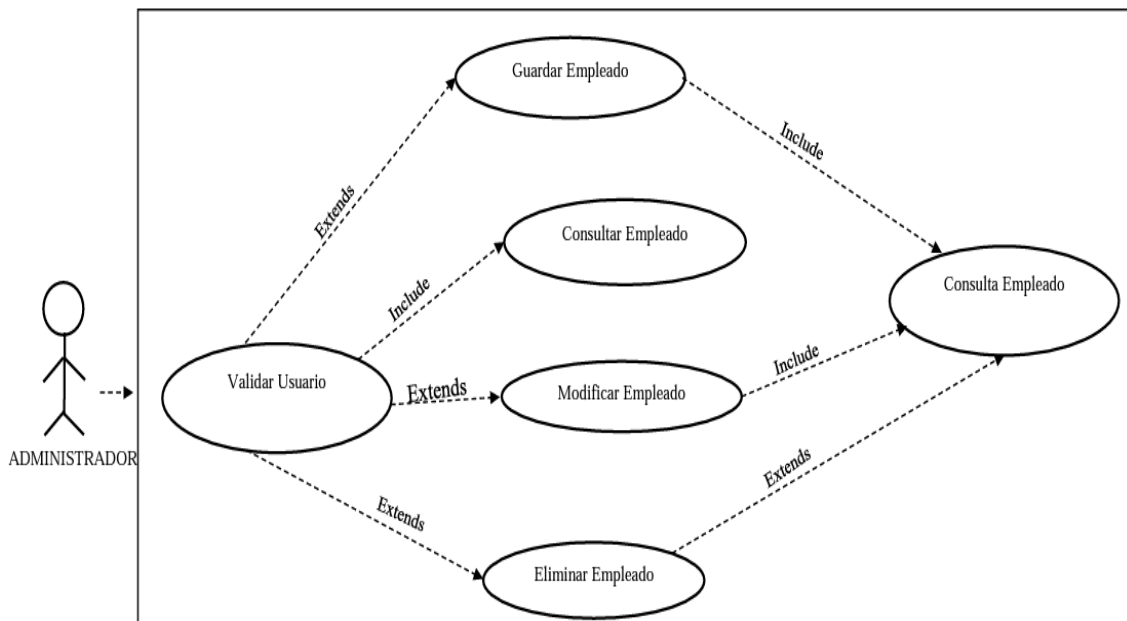 Guardar Empleado
Include
Extends
Consultar Empleado
Include
Consulta Empleado
Validar Usuario
Extends
Modificar Empleado
Include
ADMINISTRADOR
Extends
Extends
Eliminar Empleado